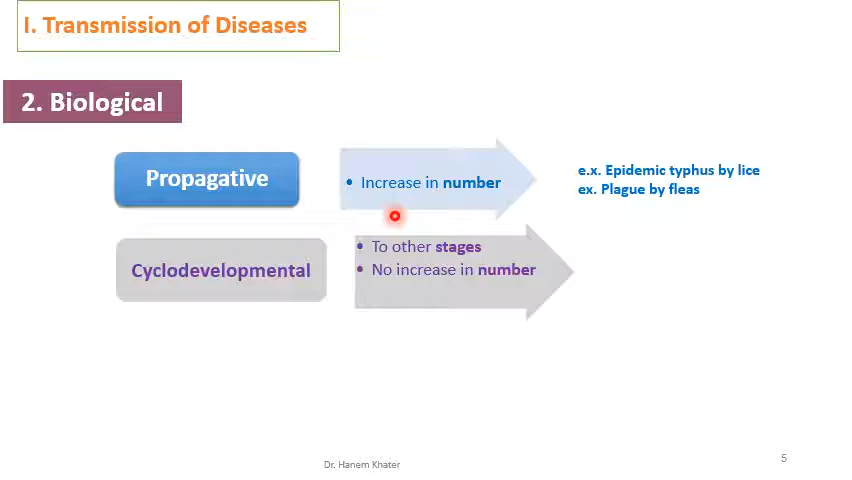 I. Transmission of Diseases
2. Biological
Propagative
• Increase in number
e.x. Epidemic typhus by lice
ex. Plague by fleas
Cyclodevelopmental
• To other stages
• No increase in number
Dr. Hanem Khater
5